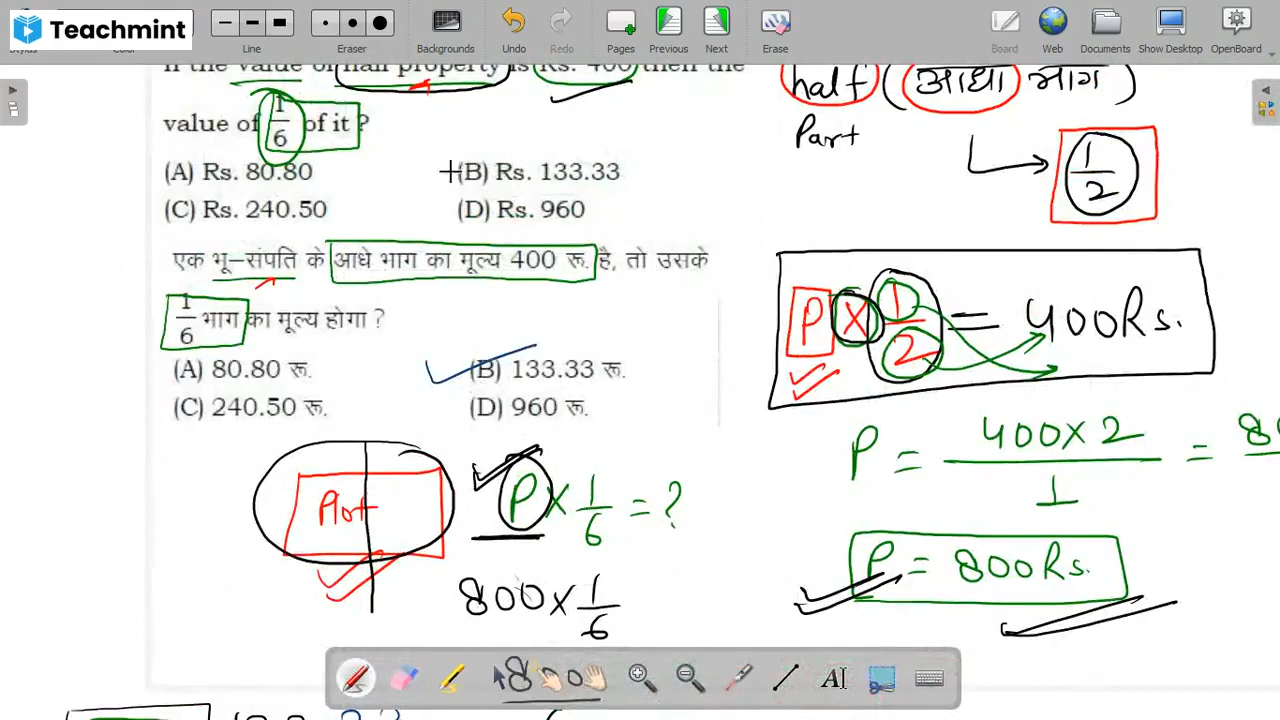 Teachmint
Line
Eraser
Backgrounds
Undo
Redo
Pages
Previous
Next
Erase
Board
Web
Documents
Show Desktop
OpenBoard
If the value of half property is Rs. 400 then the
value of 1/6 of it ?
(A) Rs. 80.80 (B) Rs. 133.33
(C) Rs. 240.50 (D) Rs. 960
एक भू-संपति के आधे भाग का मूल्य 400 रू. है, तो उसके
1/6 भाग का मूल्य होगा ?
(A) 80.80 रू. (B) 133.33 रू.
(C) 240.50 रू. (D) 960 रू.
Plot
P × 1/6 = ?
800 × 1/6
half (आधा भाग)
Part
1/2
P × 1/2 = 400Rs.
P = 400×2/1 =
P = 800Rs.